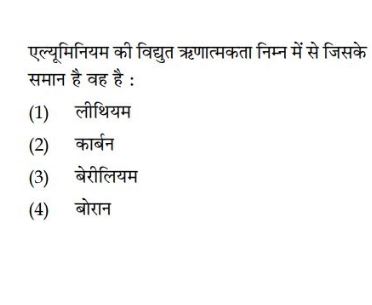 एल्यूमिनियम की विद्युत ऋणात्मकता निम्न में से जिसके
समान है वह है :
(1) लीथियम
(2) कार्बन
(3) बेरीलियम
(4) बोरान